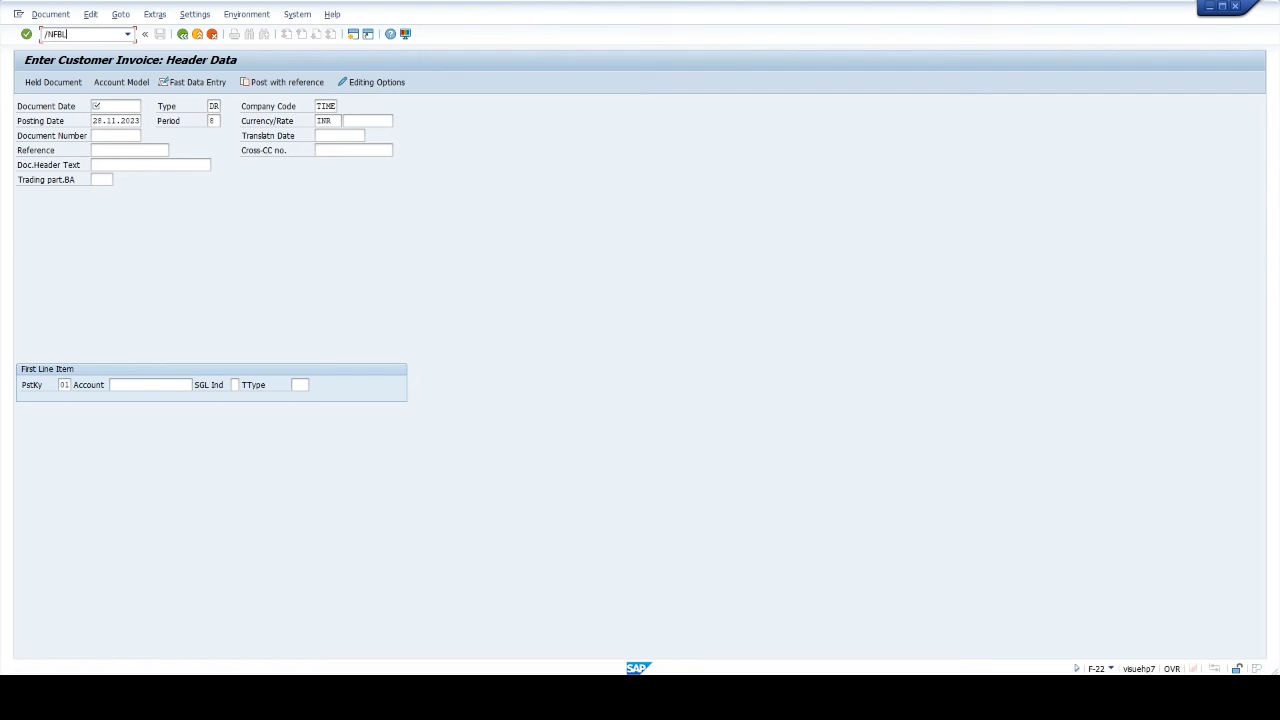 Document Edit Goto Extras Settings Environment System Help
/NFBL
Enter Customer Invoice: Header Data
Held Document Account Model Fast Data Entry Post with reference Editing Options
Document Date Type DR Company Code TIME
Posting Date 28.11.2023 Period 8 Currency/Rate INR
Document Number Translatn Date
Reference Cross-CC no.
Doc.Header Text
Trading part.BA
First Line Item
PstKy 01 Account SGL Ind TType
SAP F-22 visuehp7 OVR